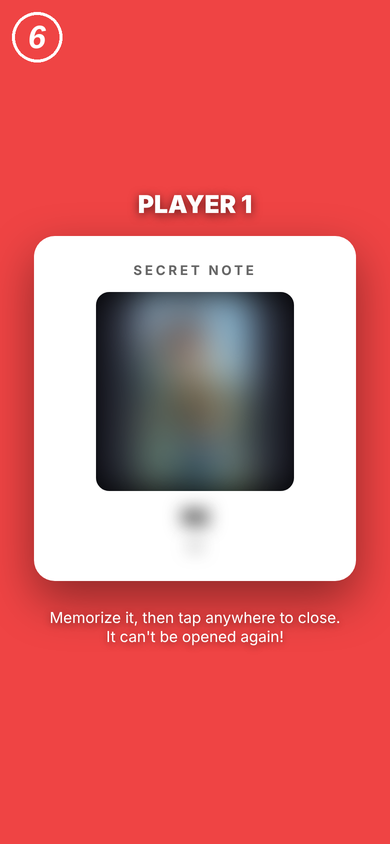 6
PLAYER 1
SECRET NOTE
Memorize it, then tap anywhere to close.
It can't be opened again!